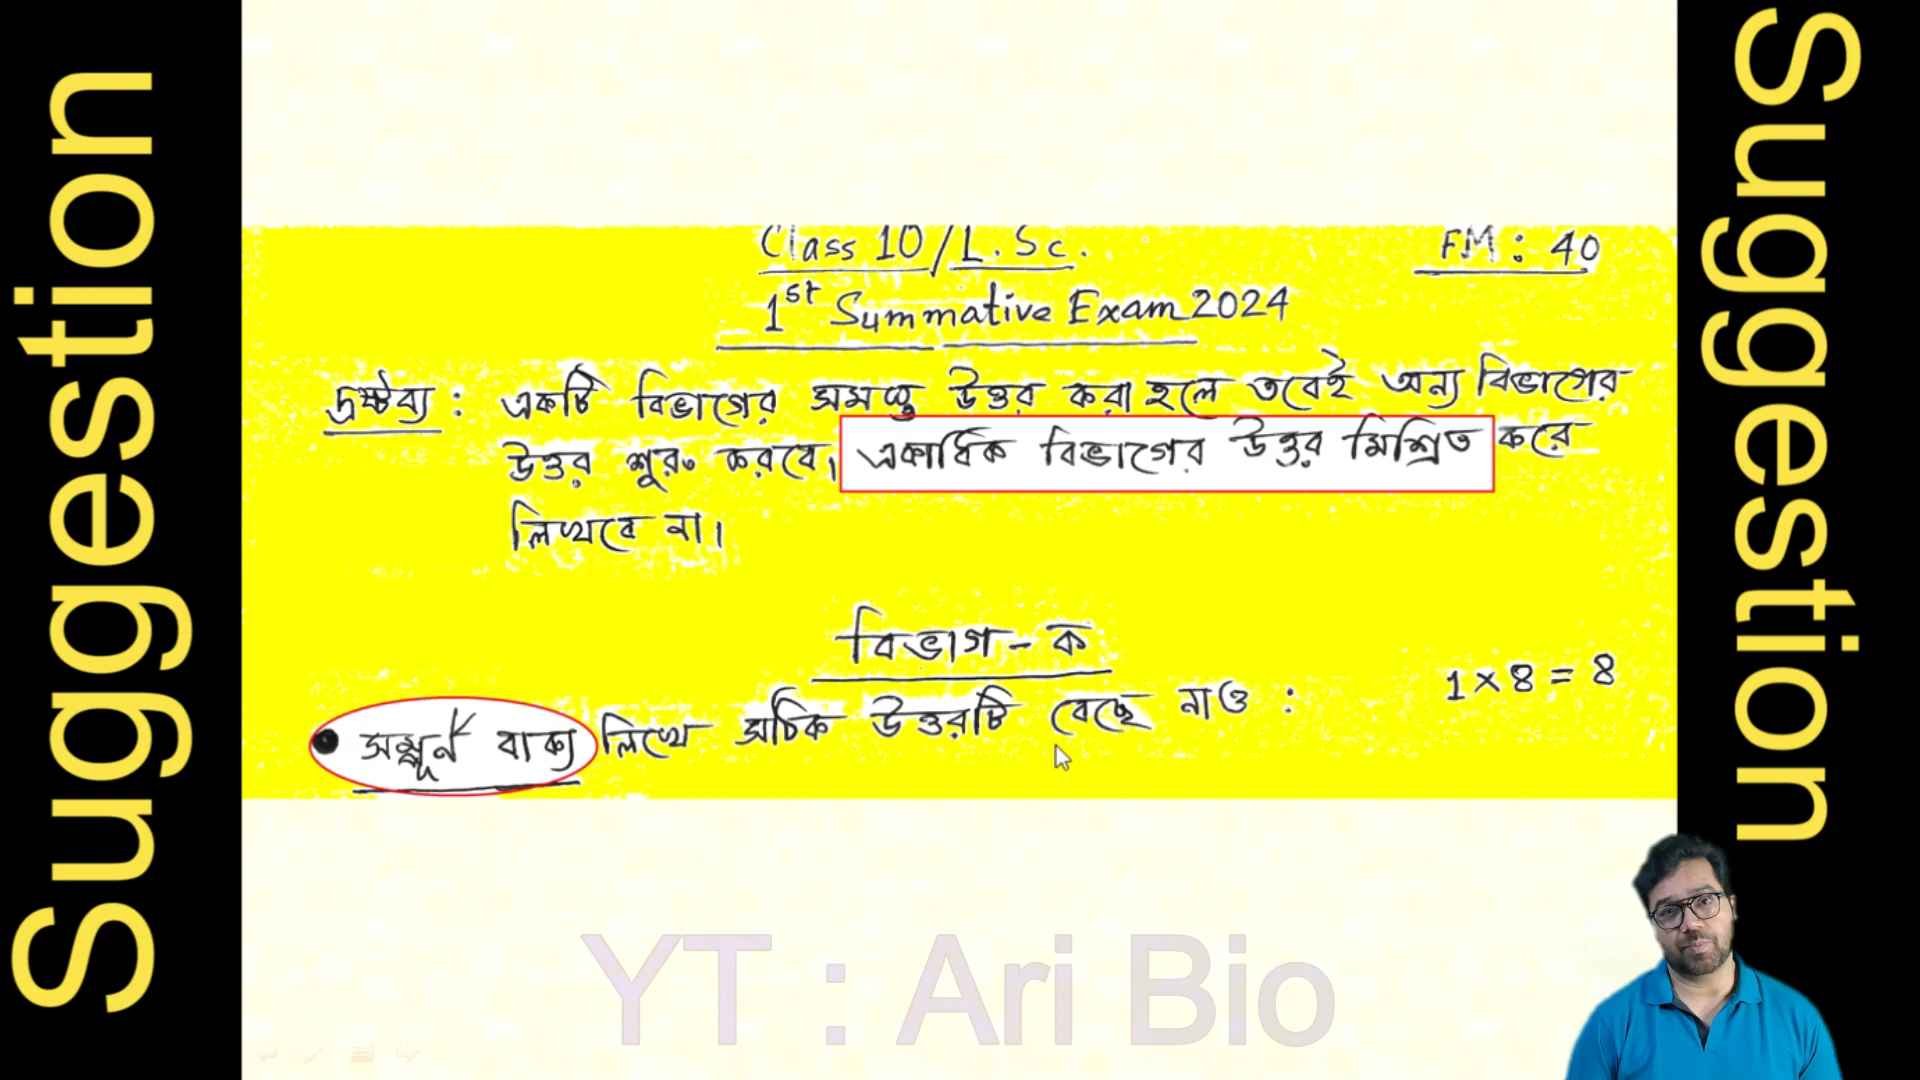 Suggestion
Class 10/L.Sc.
FM: 40
1st Summative Exam 2024
দ্রষ্টব্য : একটি বিভাগের সমস্ত উত্তর করা হলে তবেই অন্য বিভাগের
উত্তর শুরু করবে। একাধিক বিভাগের উত্তর মিশ্রিত করে
লিখবে না।
বিভাগ - ক
1 × 8 = 8
● সম্পূর্ণ বাক্য লিখে সঠিক উত্তরটি বেছে নাও :
YT : Ari Bio
Suggestion